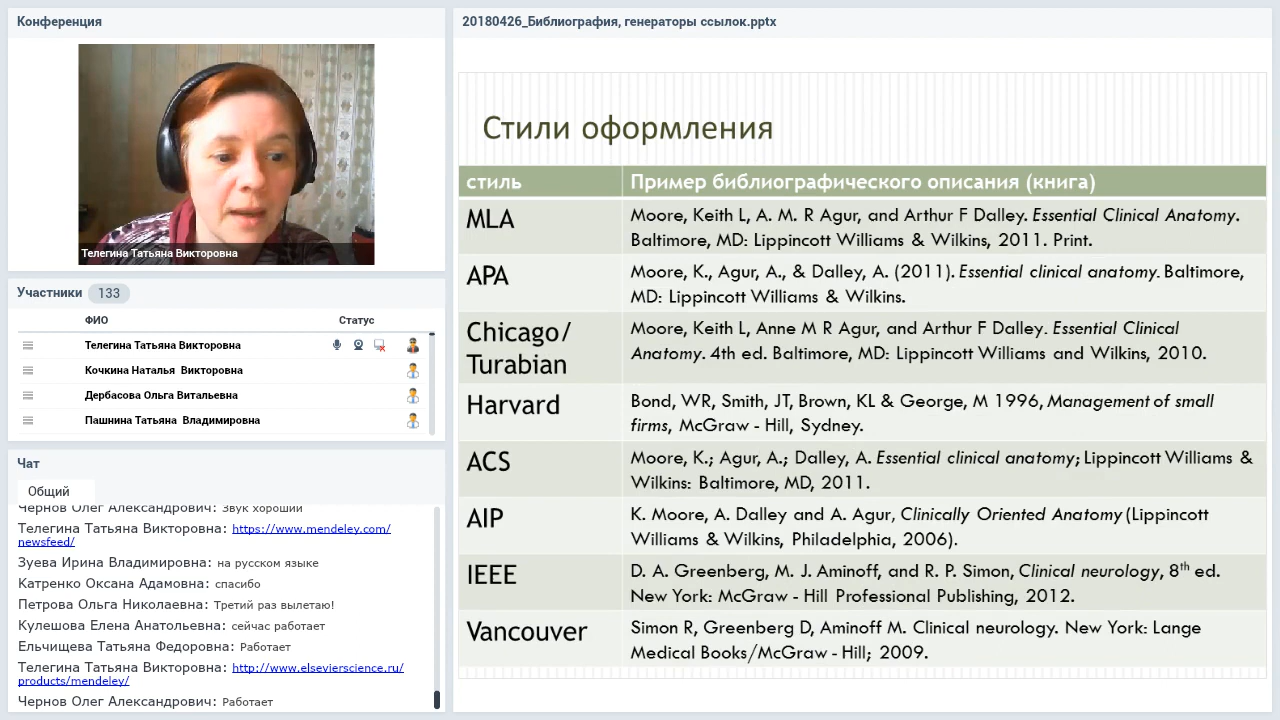 Конференция
Телегина Татьяна Викторовна
Участники 133
ФИО Статус
Телегина Татьяна Викторовна
Кочкина Наталья Викторовна
Дербасова Ольга Витальевна
Пашнина Татьяна Владимировна
Чат
Общий
Чернов Олег Александрович: Звук хороший
Телегина Татьяна Викторовна: https://www.mendeley.com/
newsfeed/
Зуева Ирина Владимировна: на русском языке
Катренко Оксана Адамовна: спасибо
Петрова Ольга Николаевна: Третий раз вылетаю!
Кулешова Елена Анатольевна: сейчас работает
Ельчищева Татьяна Федоровна: Работает
Телегина Татьяна Викторовна: http://www.elsevierscience.ru/
products/mendeley/
Чернов Олег Александрович: Работает
20180426_Библиография, генераторы ссылок.pptx
Стили оформления
стиль Пример библиографического описания (книга)
MLA
Moore, Keith L, A. M. R Agur, and Arthur F Dalley. Essential Clinical Anatomy.
Baltimore, MD: Lippincott Williams & Wilkins, 2011. Print.
APA
Moore, K., Agur, A., & Dalley, A. (2011). Essential clinical anatomy. Baltimore,
MD: Lippincott Williams & Wilkins.
Chicago/
Turabian
Moore, Keith L, Anne M R Agur, and Arthur F Dalley. Essential Clinical
Anatomy. 4th ed. Baltimore, MD: Lippincott Williams and Wilkins, 2010.
Harvard
Bond, WR, Smith, JT, Brown, KL & George, M 1996, Management of small
firms, McGraw - Hill, Sydney.
ACS
Moore, K.; Agur, A.; Dalley, A. Essential clinical anatomy; Lippincott Williams &
Wilkins: Baltimore, MD, 2011.
AIP
K. Moore, A. Dalley and A. Agur, Clinically Oriented Anatomy (Lippincott
Williams & Wilkins, Philadelphia, 2006).
IEEE
D. A. Greenberg, M. J. Aminoff, and R. P. Simon, Clinical neurology, 8th ed.
New York: McGraw - Hill Professional Publishing, 2012.
Vancouver
Simon R, Greenberg D, Aminoff M. Clinical neurology. New York: Lange
Medical Books/McGraw - Hill; 2009.